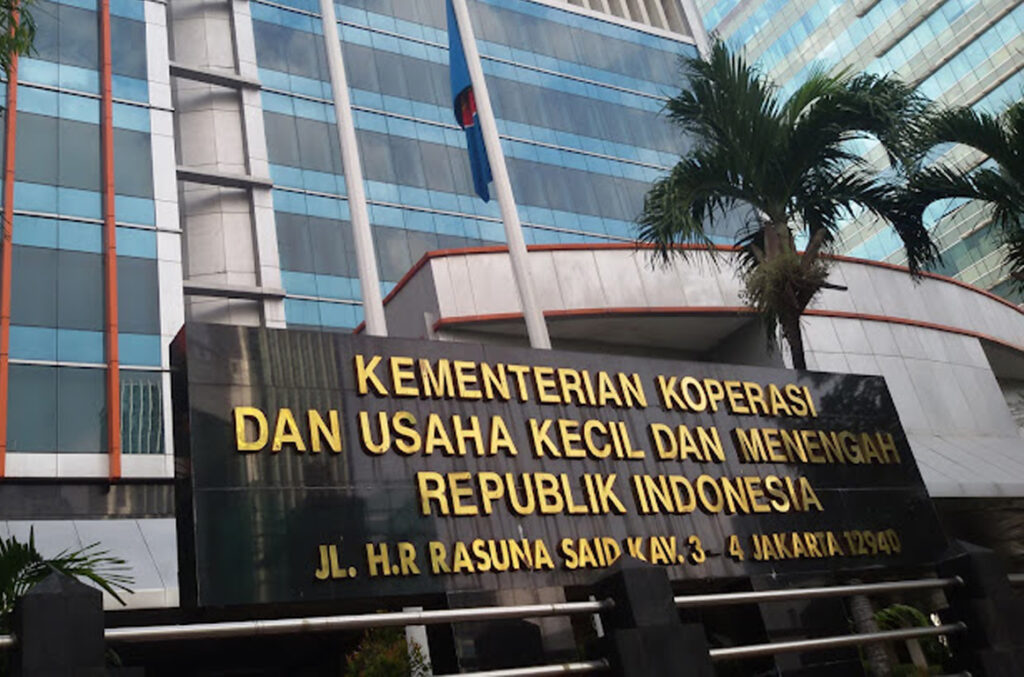 KEMENTERIAN KOPERASI
DAN USAHA KECIL DAN MENENGAH
REPUBLIK INDONESIA
JL. H.R RASUNA SAID KAV. 3 - 4 JAKARTA 12940